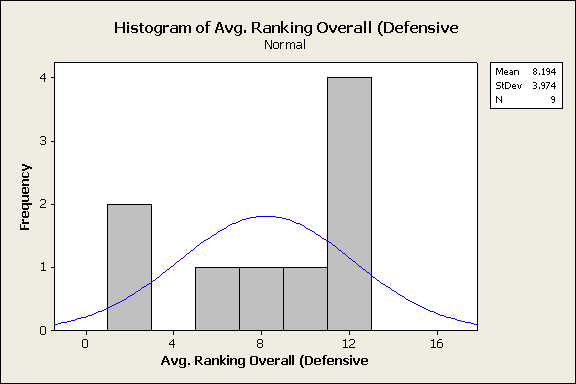 Histogram of Avg. Ranking Overall (Defensive
Normal
Mean 8.194
StDev 3.974
N 9
Frequency
4
3
2
1
0
0 4 8 12 16
Avg. Ranking Overall (Defensive